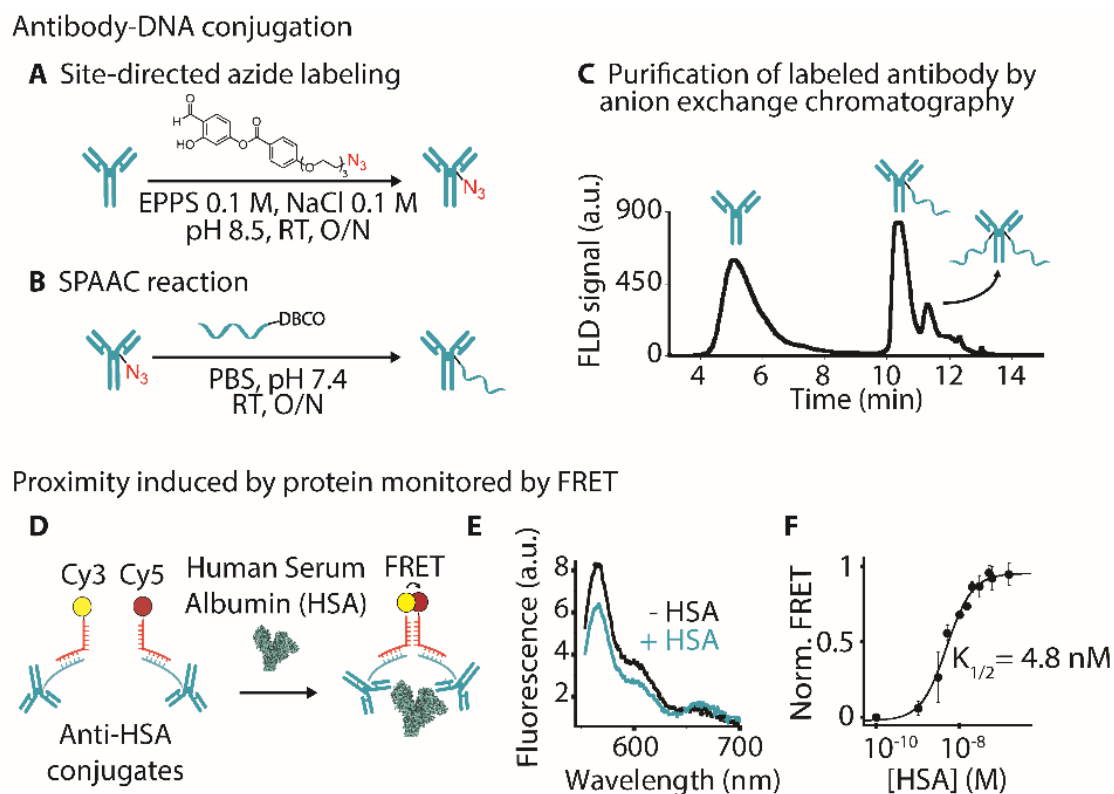 Antibody-DNA conjugation
A Site-directed azide labeling
H
O
HO
O
O
O
3
N3
EPPS 0.1 M, NaCl 0.1 M
pH 8.5, RT, O/N
N3
B SPAAC reaction
DBCO
N3
PBS, pH 7.4
RT, O/N
C Purification of labeled antibody by
anion exchange chromatography
FLD signal (a.u.)
900
450
0
4 6 8 10 12 14
Time (min)
Proximity induced by protein monitored by FRET
D
Cy3 Cy5
Human Serum
Albumin (HSA)
FRET
Anti-HSA
conjugates
E
Fluorescence (a.u.)
8
6
4
2
- HSA
+ HSA
600 700
Wavelength (nm)
F
Norm. FRET
1
0.5
0
K1/2= 4.8 nM
10-10 10-8
[HSA] (M)